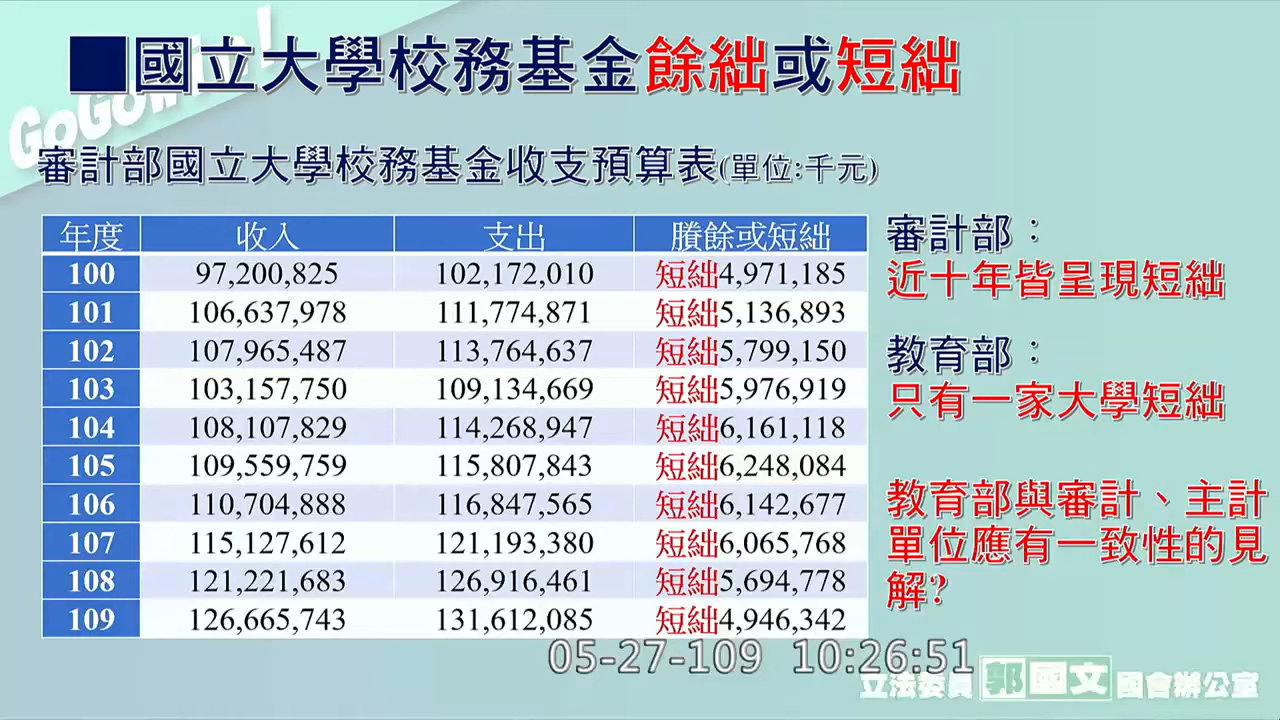 ■國立大學校務基金餘絀或短絀
審計部國立大學校務基金收支預算表(單位:千元)
年度 收入 支出 賸餘或短絀
100 97,200,825 102,172,010 短絀4,971,185
101 106,637,978 111,774,871 短絀5,136,893
102 107,965,487 113,764,637 短絀5,799,150
103 103,157,750 109,134,669 短絀5,976,919
104 108,107,829 114,268,947 短絀6,161,118
105 109,559,759 115,807,843 短絀6,248,084
106 110,704,888 116,847,565 短絀6,142,677
107 115,127,612 121,193,380 短絀6,065,768
108 121,221,683 126,916,461 短絀5,694,778
109 126,665,743 131,612,085 短絀4,946,342
審計部：
近十年皆呈現短絀
教育部：
只有一家大學短絀
教育部與審計、主計
單位應有一致性的見
解?
05-27-109 10:26:51
立法委員 郭國文 國會辦公室